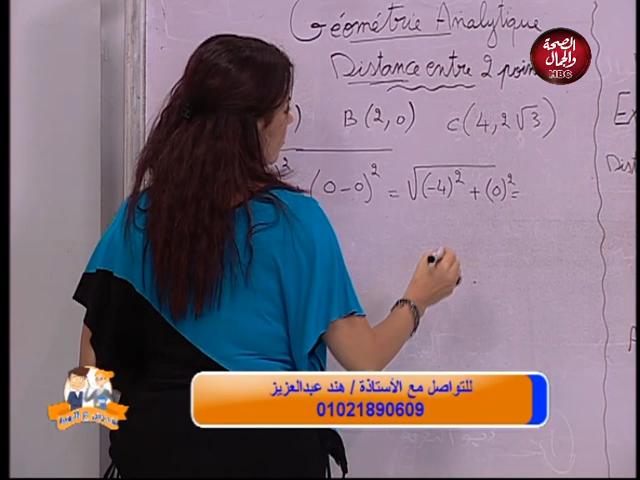 Géométrie Analytique
Distance entre 2 poin
) B(2,0) C(4,2√3)
(0-0)² = √(-4)² + (0)² =
الصحة
والجمال
HBC
للتواصل مع الأستاذة / هند عبدالعزيز
01021890609